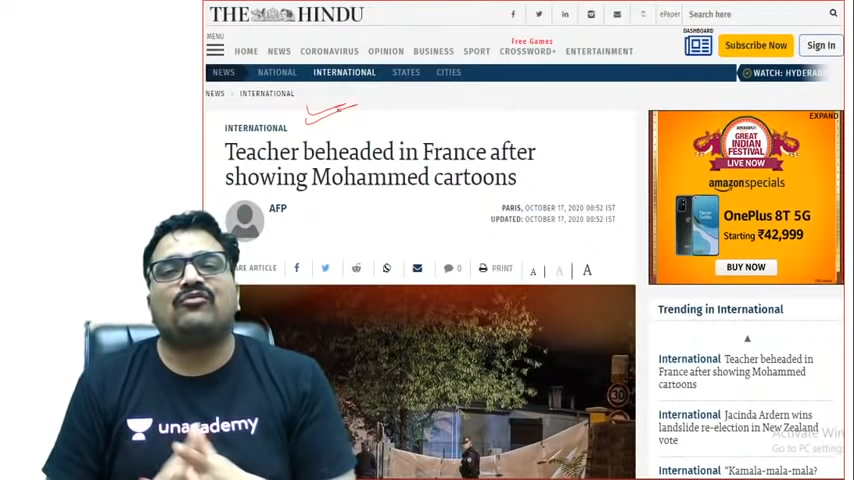 THE HINDU
ePaper
Search here
MENU
HOME
NEWS
CORONAVIRUS
OPINION
BUSINESS
SPORT
Free Games
CROSSWORD+
ENTERTAINMENT
DASHBOARD
Subscribe Now
Sign In
NEWS
NATIONAL
INTERNATIONAL
STATES
CITIES
WATCH:
NEWS > INTERNATIONAL
INTERNATIONAL
Teacher beheaded in France after
showing Mohammed cartoons
AFP
PARIS, OCTOBER 17, 2020 08:52 IST
UPDATED: OCTOBER 17, 2020 08:52 IST
ARE ARTICLE
0
PRINT
A A A
EXPAND
GREAT
INDIAN
FESTIVAL
LIVE NOW
amazonspecials
OnePlus 8T 5G
Starting ₹42,999
BUY NOW
Trending in International
International Teacher beheaded in
France after showing Mohammed
cartoons
International Jacinda Ardern wins
landslide re-election in New Zealand
vote
International "Kamala-mala-mala?
Activate Win
Go to PC setting
30
unacademy